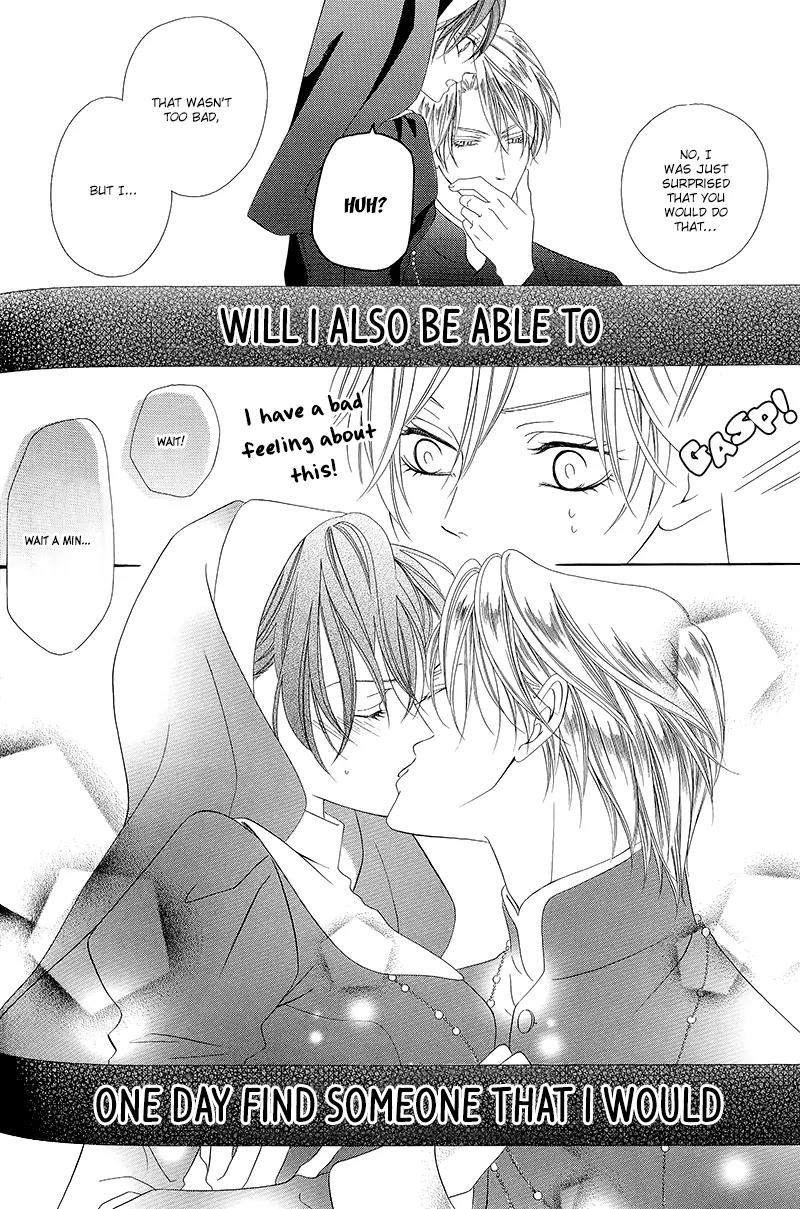 NO, I
WAS JUST
SURPRISED
THAT YOU
WOULD DO
THAT...
HUH?
THAT WASN'T
TOO BAD,
BUT I...
WILL I ALSO BE ABLE TO
GASP!
I have a bad
feeling about
this!
WAIT!
WAIT A MIN...
ONE DAY FIND SOMEONE THAT I WOULD